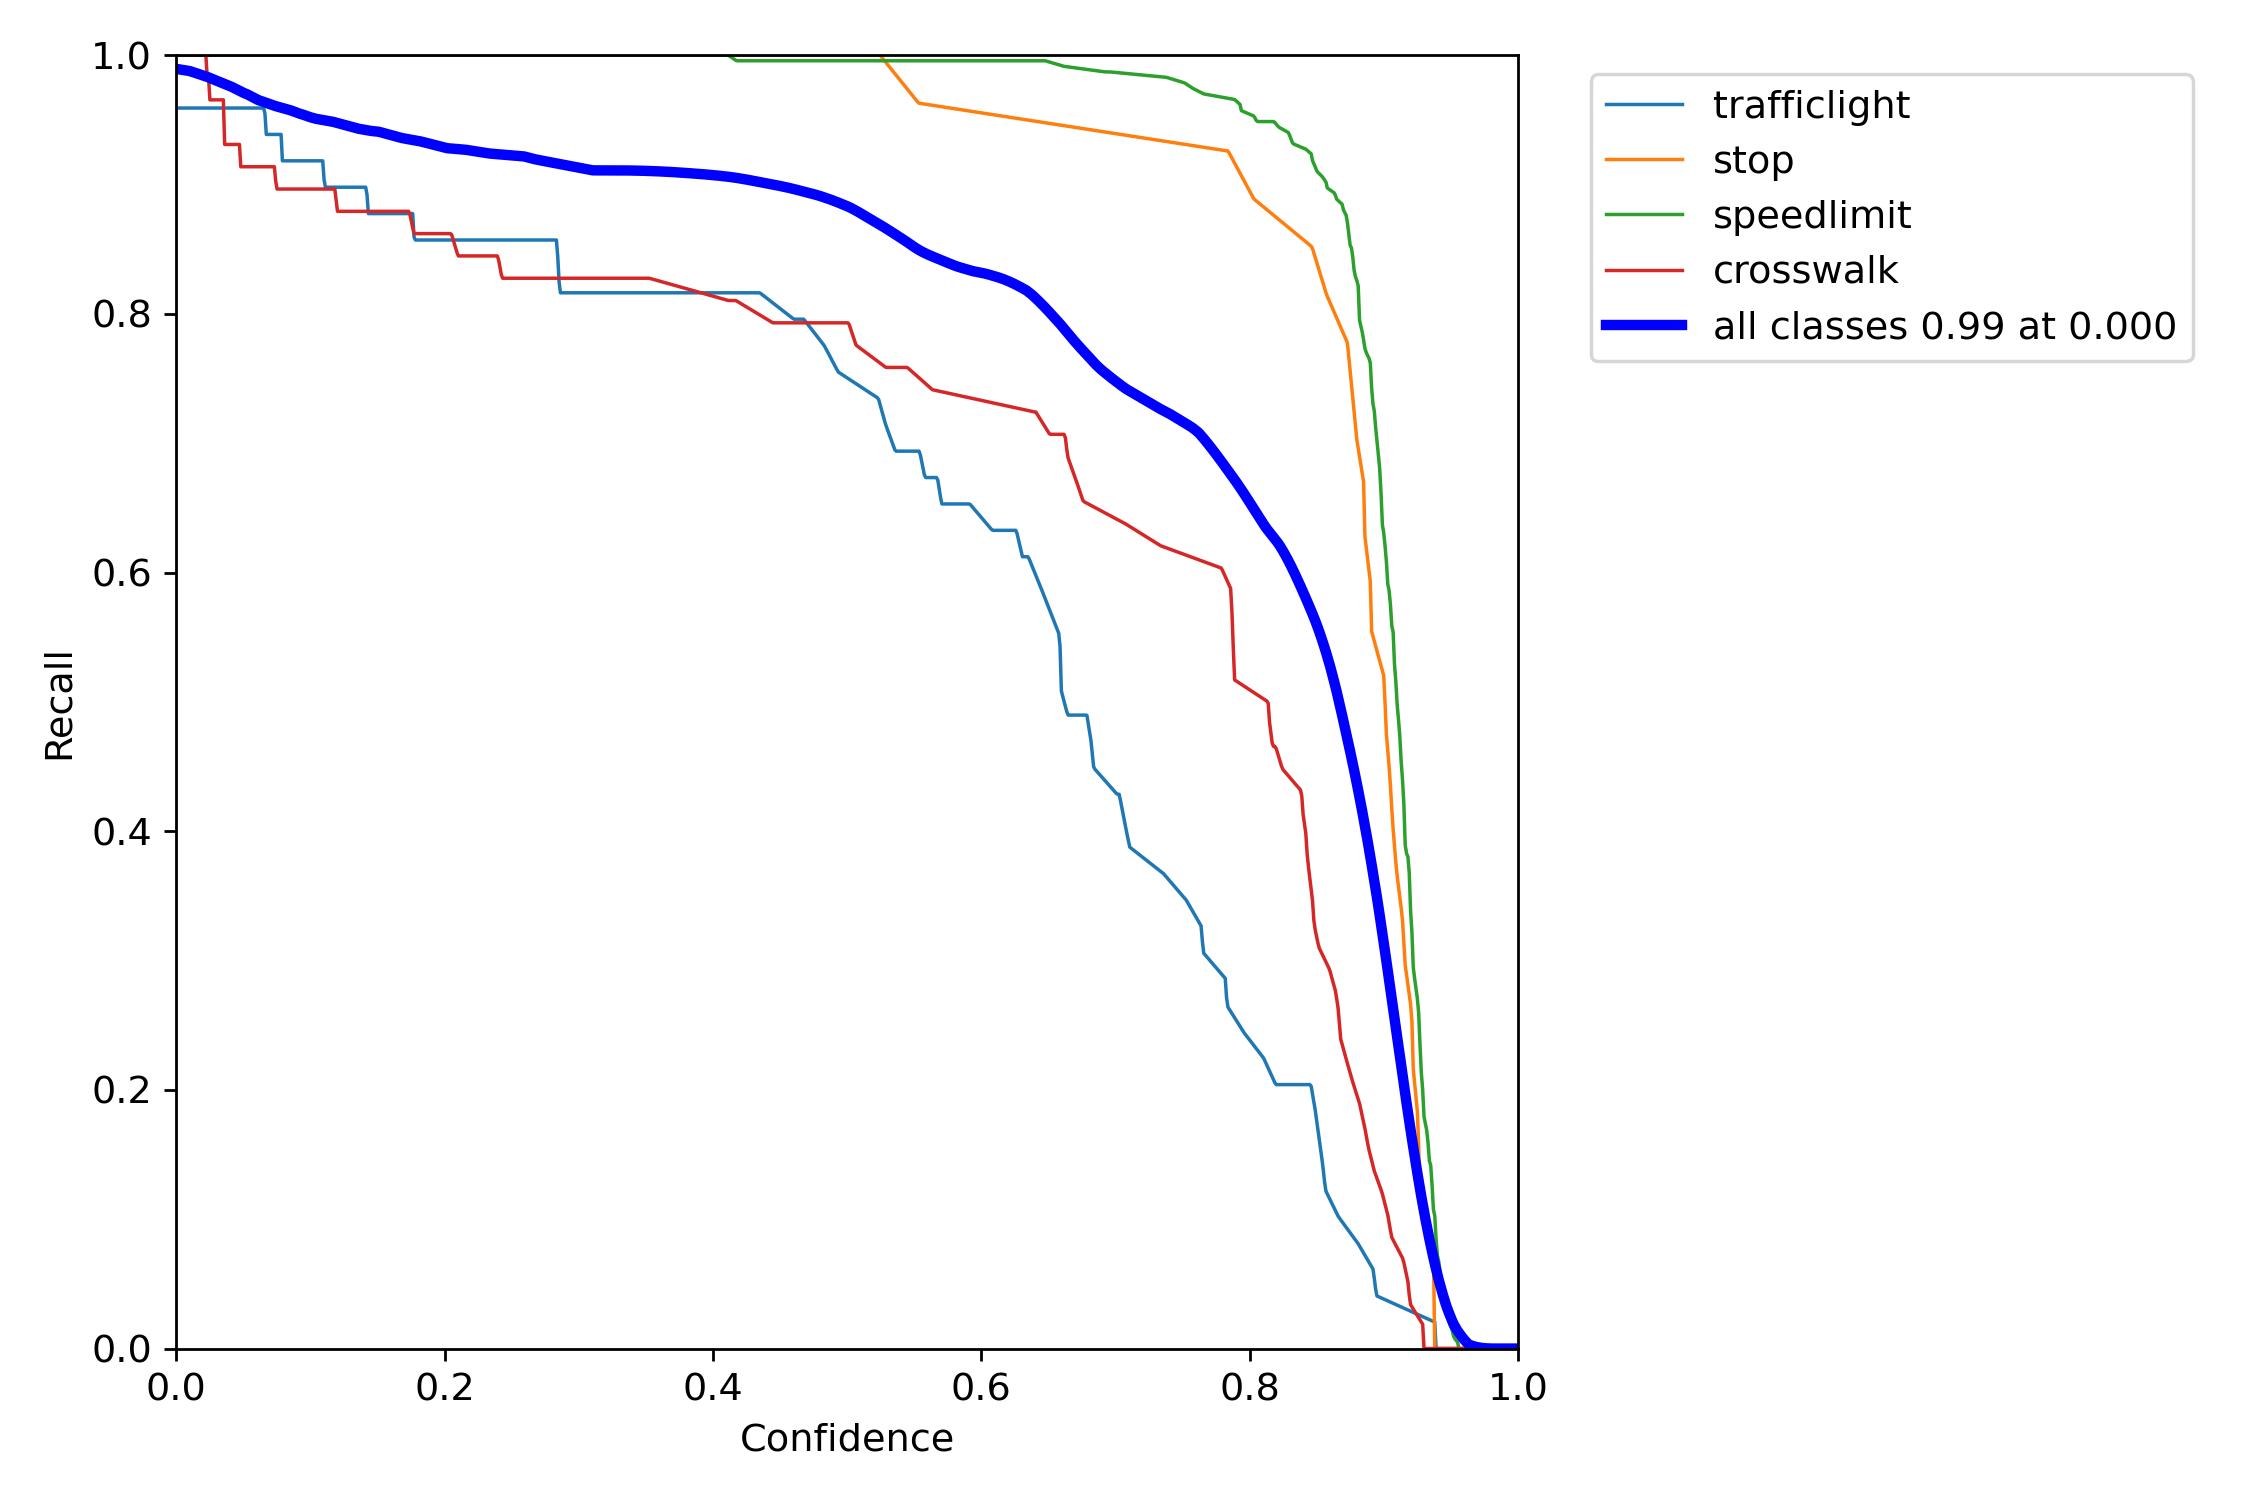 1.0
0.8
0.6
0.4
0.2
0.0
Recall
0.0 0.2 0.4 0.6 0.8 1.0
Confidence
trafficlight
stop
speedlimit
crosswalk
all classes 0.99 at 0.000